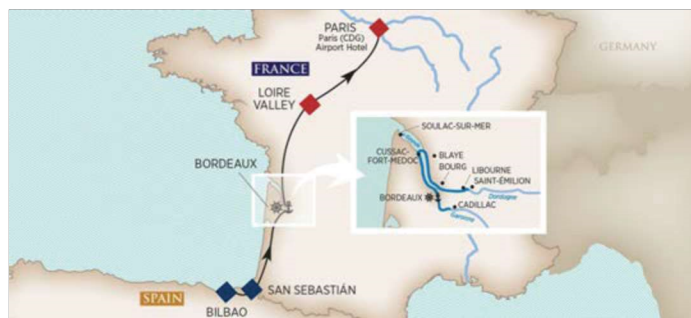 PARIS
Paris (CDG)
Airport Hotel
GERMANY
FRANCE
LOIRE
VALLEY
BORDEAUX
SOULAC-SUR-MER
CUSSAC-
FORT-MEDOC
BLAYE
BOURG
LIBOURNE
SAINT-ÉMILION
BORDEAUX
Dordogne
CADILLAC
Garonne
SAN SEBASTIÁN
SPAIN
BILBAO